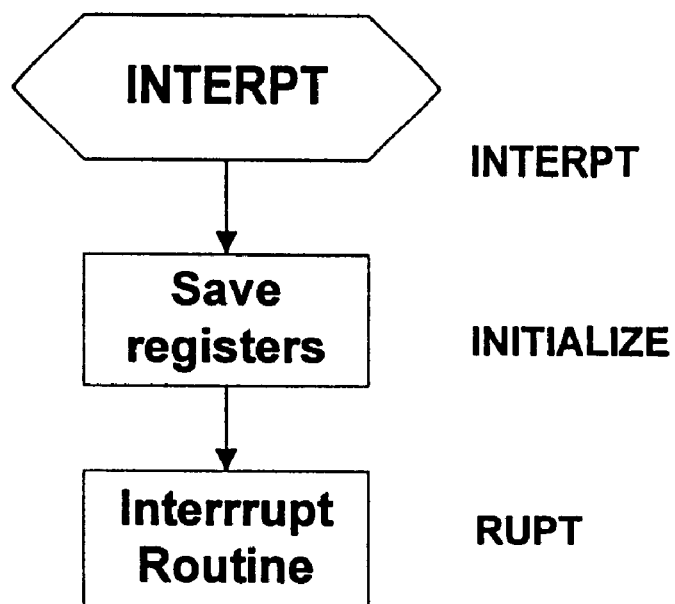 INTERPT
INTERPT
Save
registers
INITIALIZE
Interrrupt
Routine
RUPT